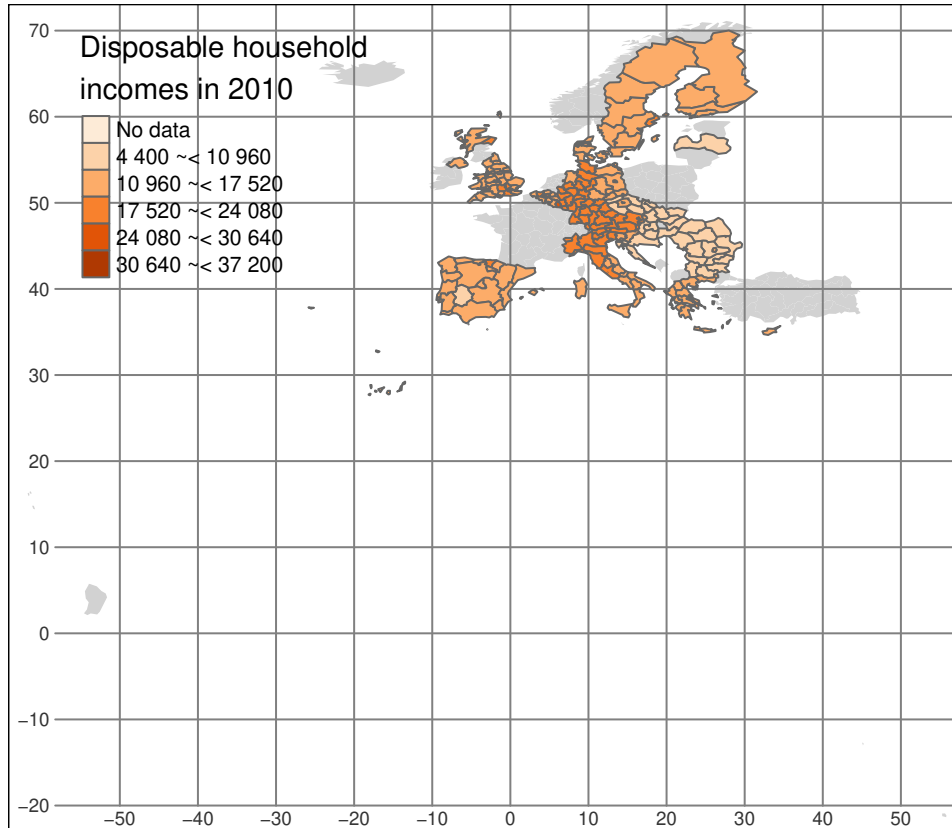 Disposable household
incomes in 2010
No data
4 400 ~< 10 960
10 960 ~< 17 520
17 520 ~< 24 080
24 080 ~< 30 640
30 640 ~< 37 200
70
60
50
40
30
20
10
0
−10
−20
−50 −40 −30 −20 −10 0 10 20 30 40 50